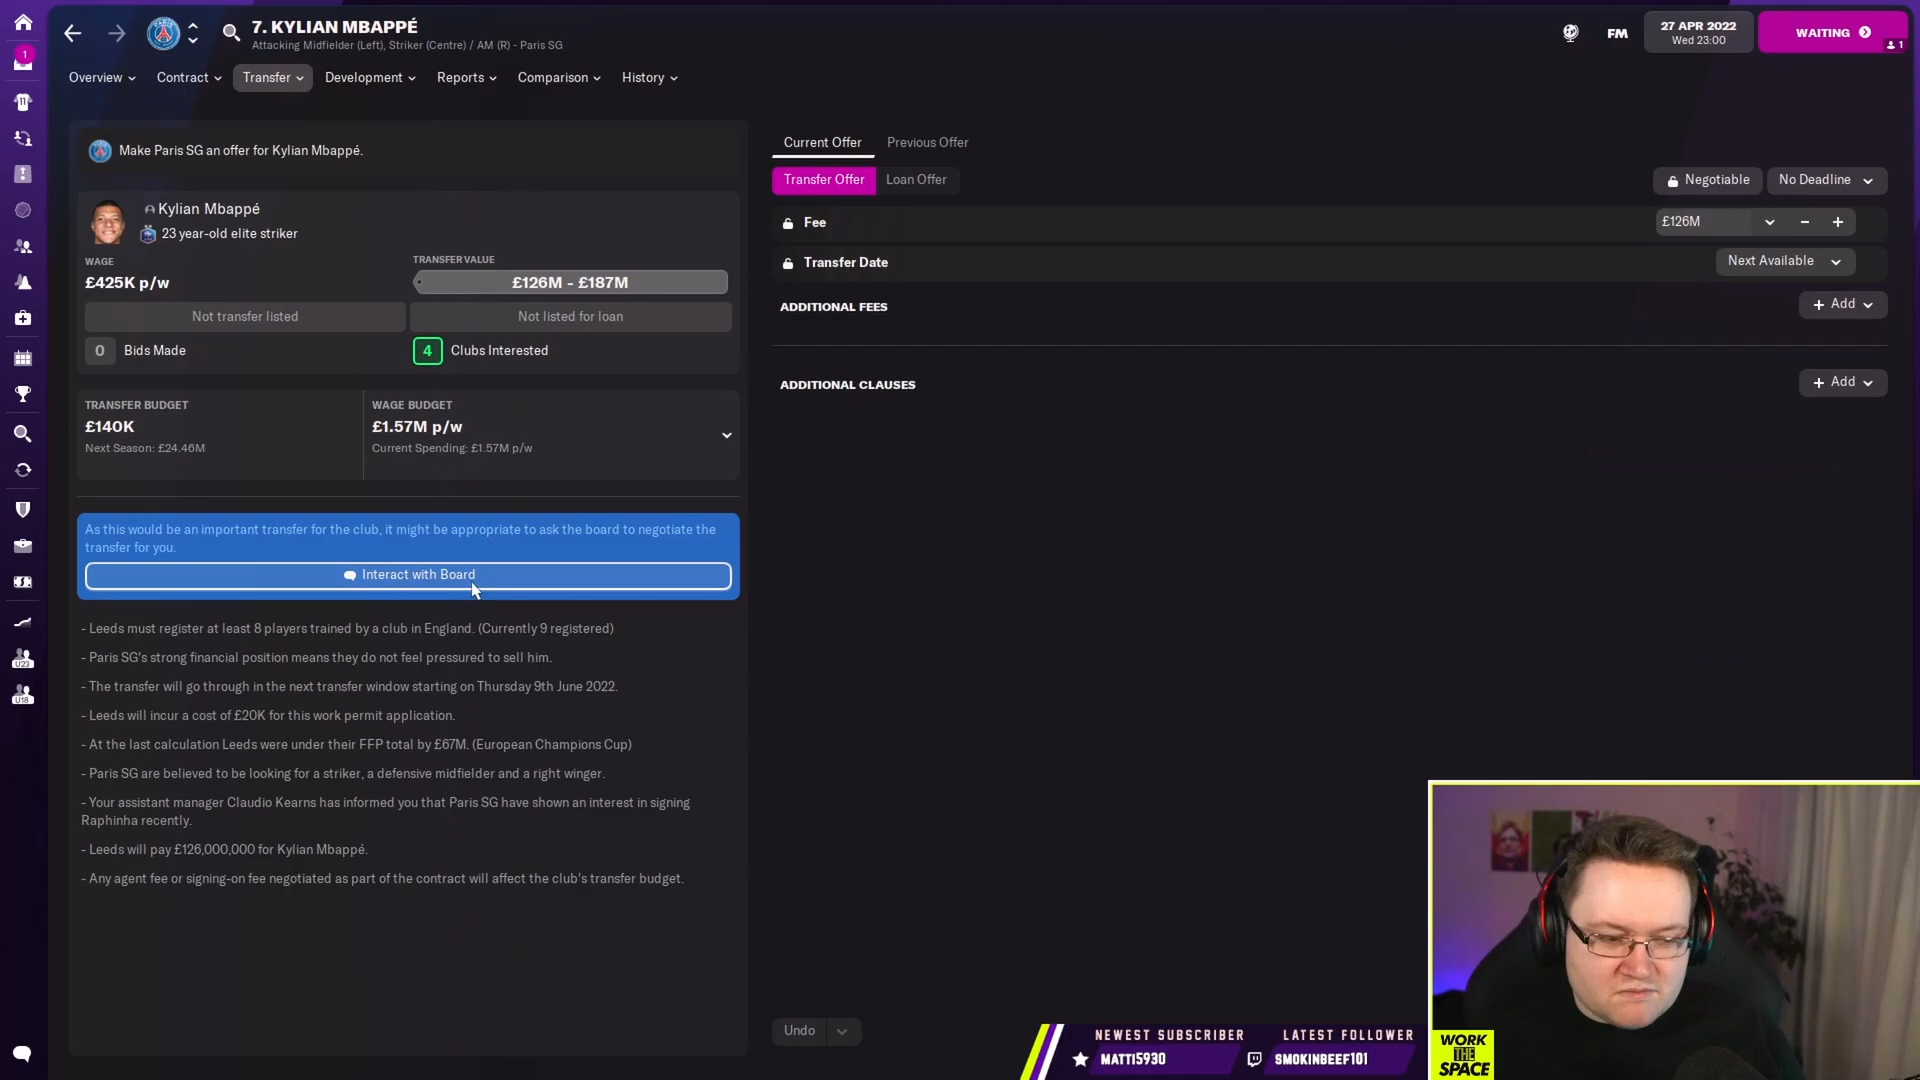 7. KYLIAN MBAPPÉ
Attacking Midfielder (Left), Striker (Centre) / AM (R) - Paris SG
FM
27 APR 2022
Wed 23:00
WAITING
1
1
Overview
Contract
Transfer
Development
Reports
Comparison
History
Make Paris SG an offer for Kylian Mbappé.
Kylian Mbappé
23 year-old elite striker
WAGE
£425K p/w
TRANSFER VALUE
£126M - £187M
Not transfer listed
Not listed for loan
0 Bids Made
4 Clubs Interested
TRANSFER BUDGET
£140K
Next Season: £24.46M
WAGE BUDGET
£1.57M p/w
Current Spending: £1.57M p/w
As this would be an important transfer for the club, it might be appropriate to ask the board to negotiate the
transfer for you.
Interact with Board
- Leeds must register at least 8 players trained by a club in England. (Currently 9 registered)
- Paris SG's strong financial position means they do not feel pressured to sell him.
- The transfer will go through in the next transfer window starting on Thursday 9th June 2022.
- Leeds will incur a cost of £20K for this work permit application.
- At the last calculation Leeds were under their FFP total by £67M. (European Champions Cup)
- Paris SG are believed to be looking for a striker, a defensive midfielder and a right winger.
- Your assistant manager Claudio Kearns has informed you that Paris SG have shown an interest in signing
Raphinha recently.
- Leeds will pay £126,000,000 for Kylian Mbappé.
- Any agent fee or signing-on fee negotiated as part of the contract will affect the club's transfer budget.
Current Offer
Previous Offer
Transfer Offer
Loan Offer
Negotiable
No Deadline
Fee
£126M
Transfer Date
Next Available
ADDITIONAL FEES
+ Add
ADDITIONAL CLAUSES
+ Add
Undo
U23
U18
NEWEST SUBSCRIBER
MATTI5930
LATEST FOLLOWER
SMOKINBEEF101
WORK
THE
SPACE